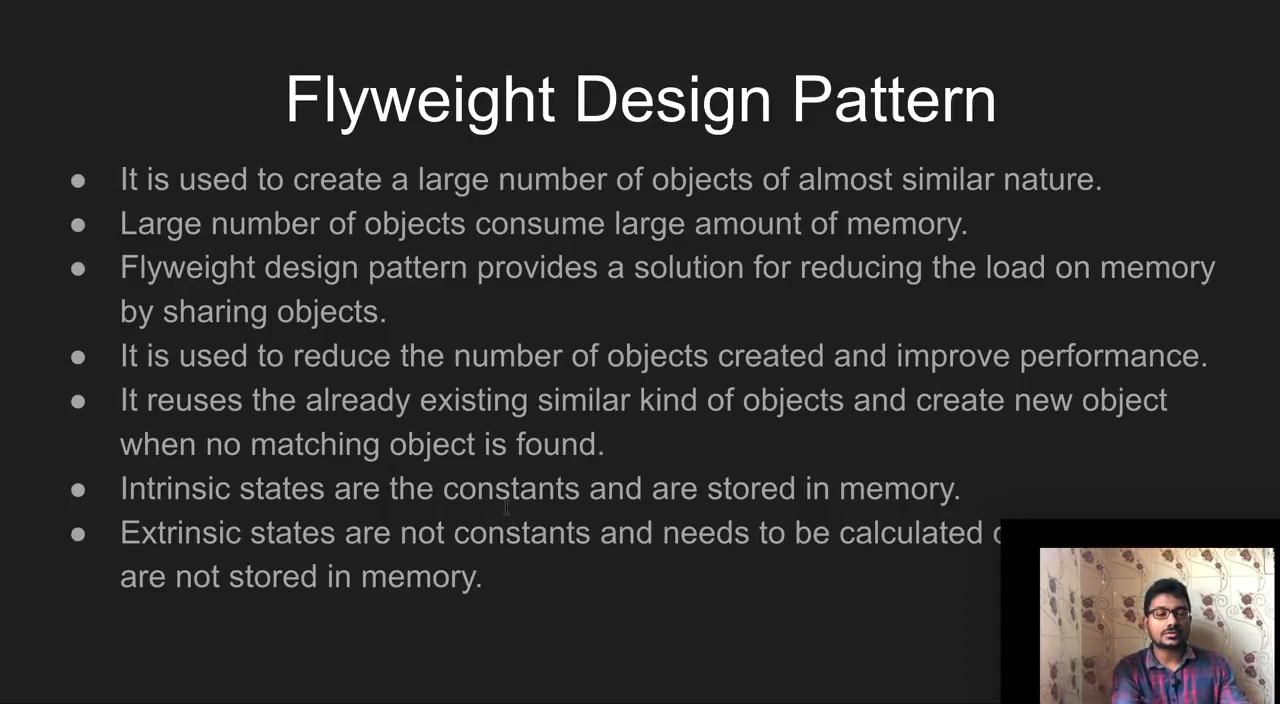 Flyweight Design Pattern
● It is used to create a large number of objects of almost similar nature.
● Large number of objects consume large amount of memory.
● Flyweight design pattern provides a solution for reducing the load on memory
by sharing objects.
● It is used to reduce the number of objects created and improve performance.
● It reuses the already existing similar kind of objects and create new object
when no matching object is found.
● Intrinsic states are the constants and are stored in memory.
● Extrinsic states are not constants and needs to be calculated
are not stored in memory.